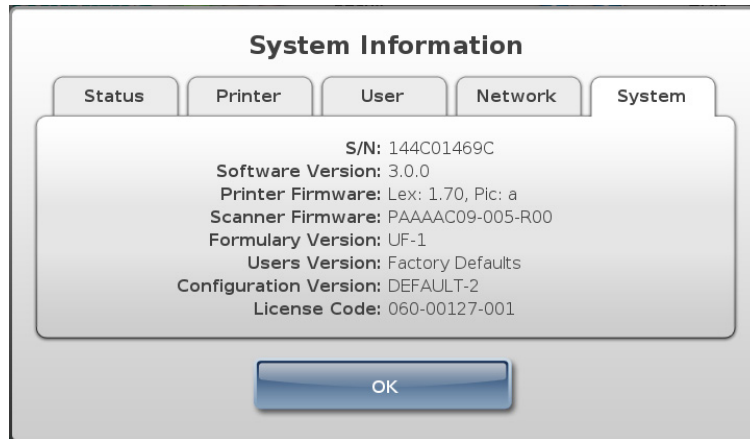 System Information
Status Printer User Network System
S/N: 144C01469C
Software Version: 3.0.0
Printer Firmware: Lex: 1.70, Pic: a
Scanner Firmware: PAAAAC09-005-R00
Formulary Version: UF-1
Users Version: Factory Defaults
Configuration Version: DEFAULT-2
License Code: 060-00127-001
OK